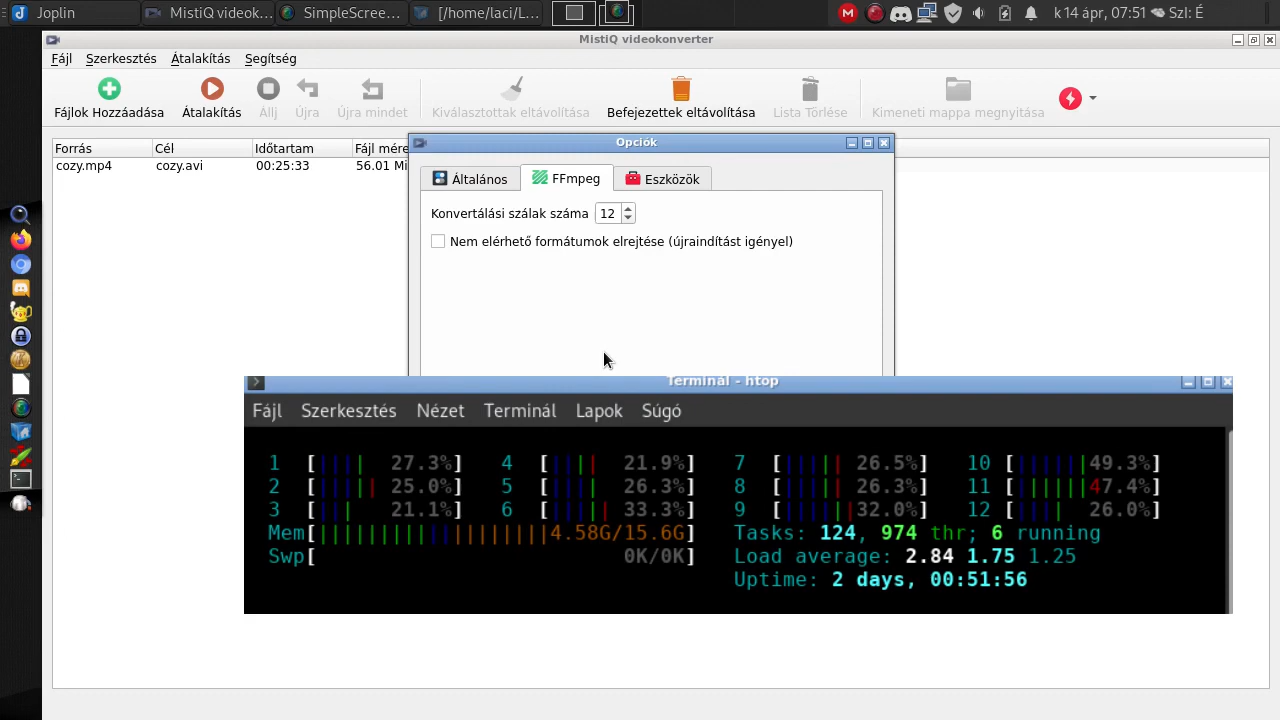 Joplin MistiQ videok... SimpleScree... [/home/laci/L... k 14 ápr, 07:51 Szl: É
MistiQ videokonverter
Fájl Szerkesztés Átalakítás Segítség
Fájlok Hozzáadása Átalakítás Állj Újra Újra mindet Kiválasztottak eltávolítása Befejezettek eltávolítása Lista Törlése Kimeneti mappa megnyitása
Forrás Cél Időtartam Fájl mére
cozy.mp4 cozy.avi 00:25:33 56.01 Mi
Opciók
Általános FFmpeg Eszközök
Konvertálási szálak száma 12
Nem elérhető formátumok elrejtése (újraindítást igényel)
Terminál - htop
Fájl Szerkesztés Nézet Terminál Lapok Súgó
1 [|||| 27.3%] 4 [|||| 21.9%] 7 [||||| 26.5%] 10 [||||||49.3%]
2 [||||| 25.0%] 5 [|||| 26.3%] 8 [||||| 26.3%] 11 [||||||47.4%]
3 [||| 21.1%] 6 [||||| 33.3%] 9 [||||||32.0%] 12 [|||| 26.0%]
Mem[|||||||||||||||||||4.58G/15.6G] Tasks: 124, 974 thr; 6 running
Swp[ 0K/0K] Load average: 2.84 1.75 1.25
Uptime: 2 days, 00:51:56